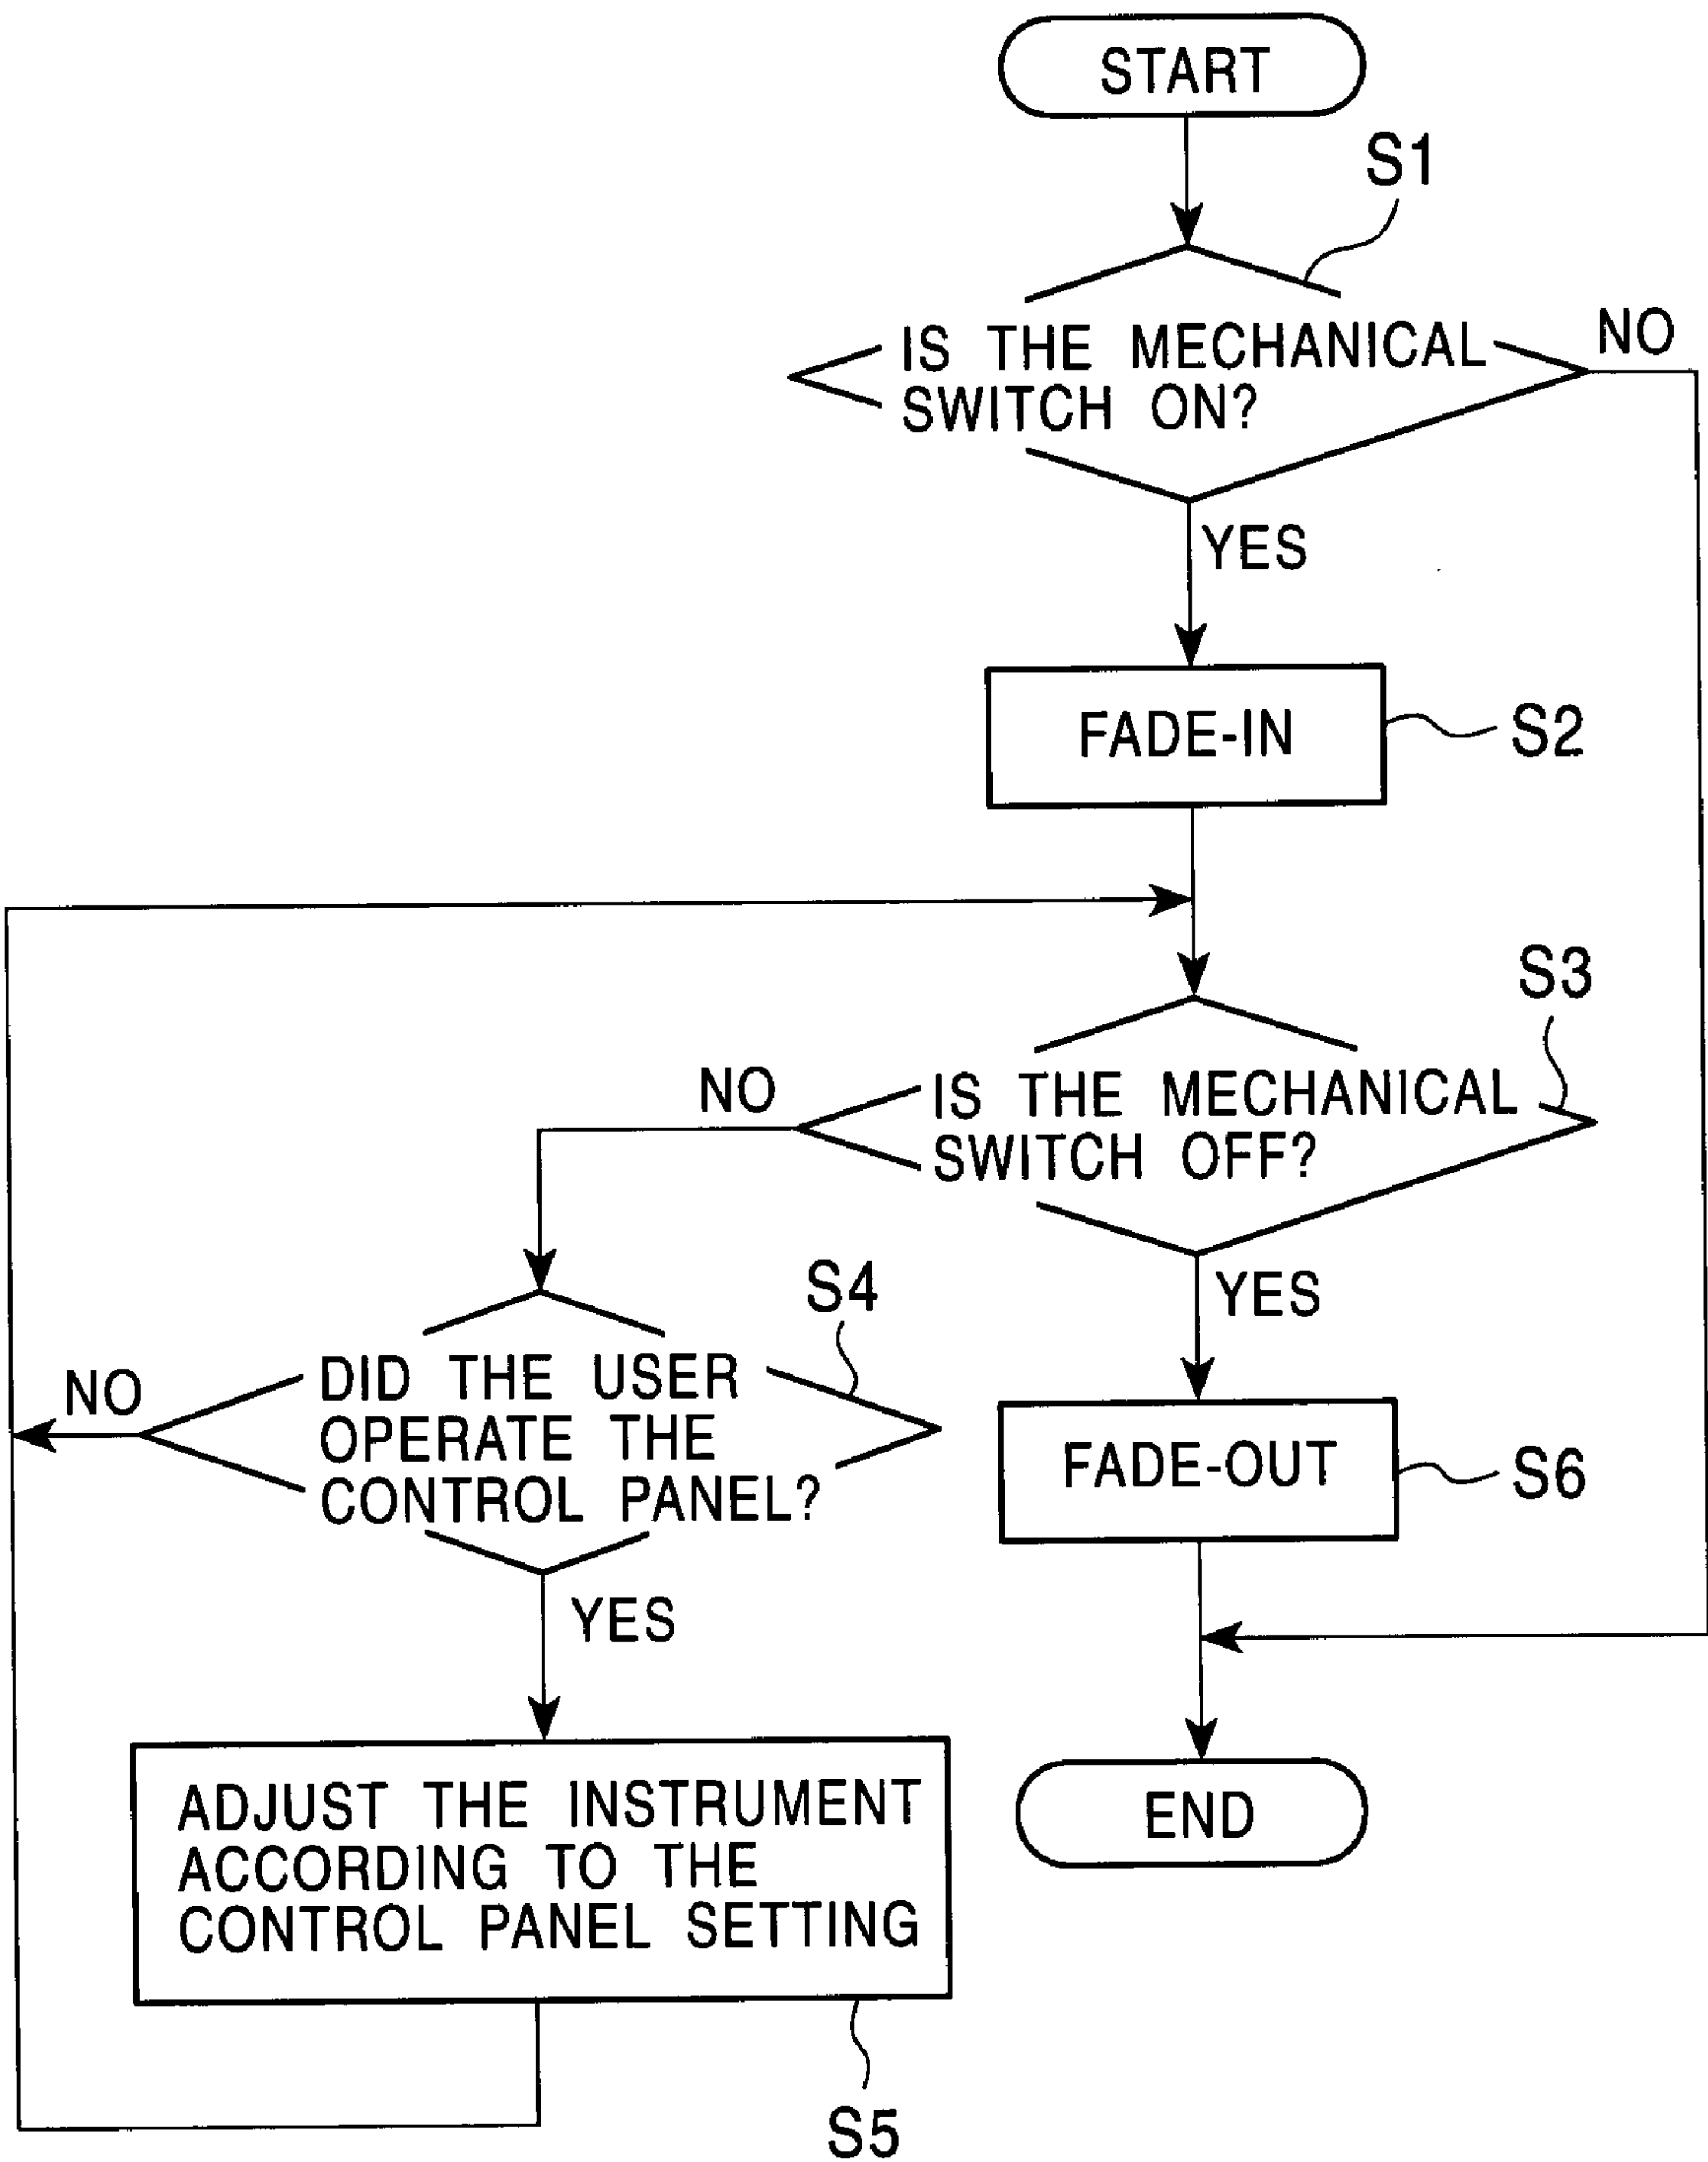 START
S1
IS THE MECHANICAL
SWITCH ON?
NO
YES
FADE-IN
S2
S3
IS THE MECHANICAL
SWITCH OFF?
NO
YES
S4
DID THE USER
OPERATE THE
CONTROL PANEL?
NO
YES
FADE-OUT
S6
ADJUST THE INSTRUMENT
ACCORDING TO THE
CONTROL PANEL SETTING
S5
END